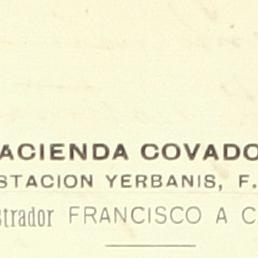 ACIENDA COVADO
STACION YERBANIS, F.
strador FRANCISCO A C